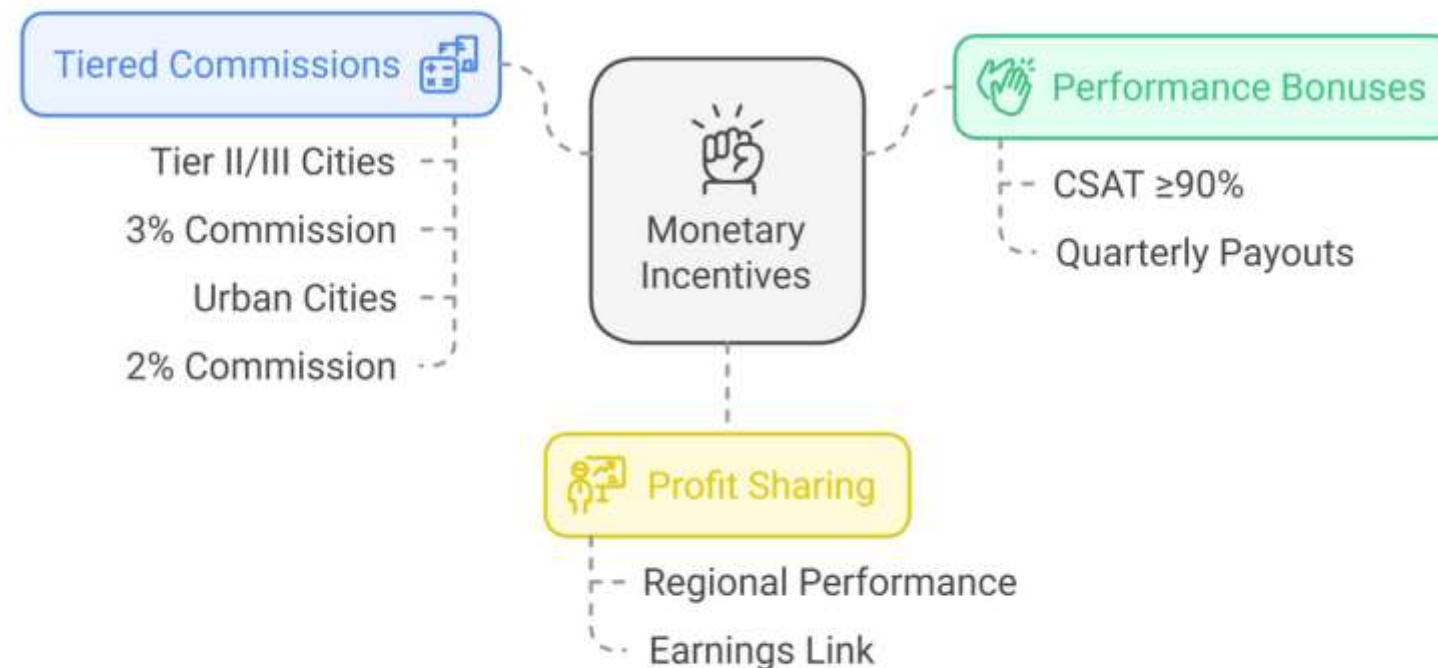 Tiered Commissions
Tier II/III Cities
3% Commission
Urban Cities
2% Commission
Monetary
Incentives
Performance Bonuses
CSAT ≥90%
Quarterly Payouts
Profit Sharing
Regional Performance
Earnings Link